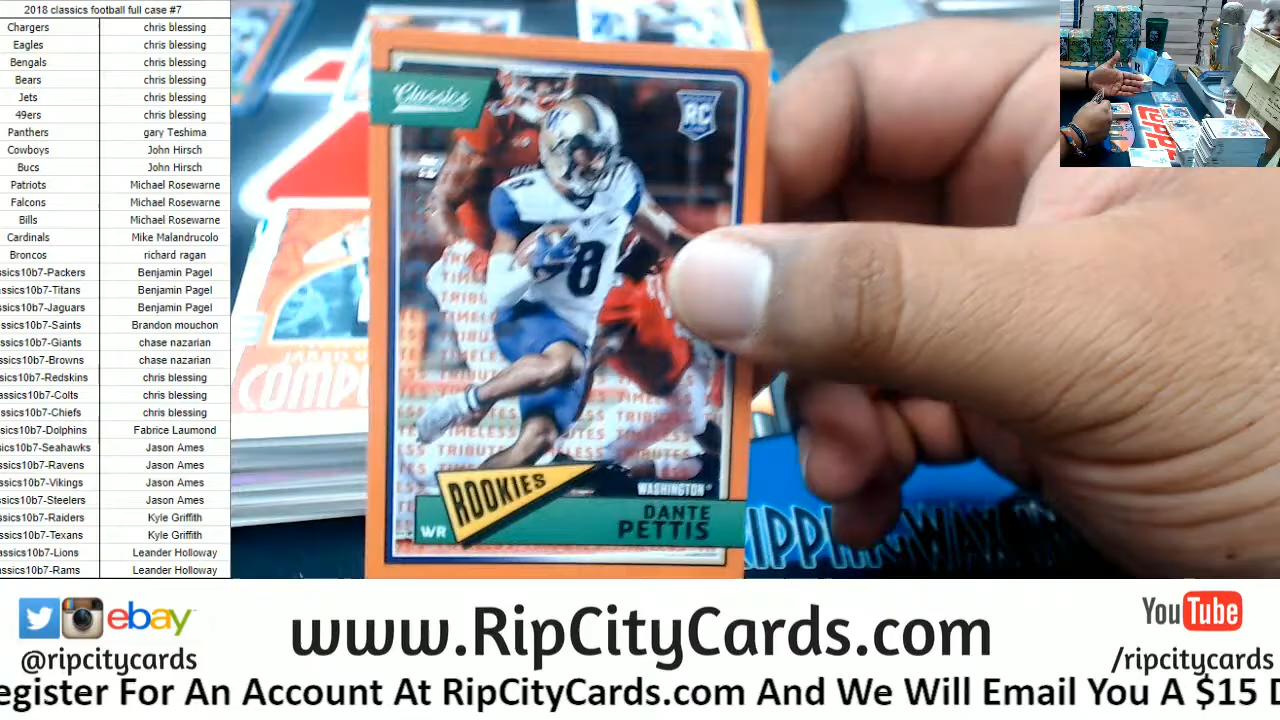 2018 classics football full case #7
Chargers chris blessing
Eagles chris blessing
Bengals chris blessing
Bears chris blessing
Jets chris blessing
49ers chris blessing
Panthers gary Teshima
Cowboys John Hirsch
Bucs John Hirsch
Patriots Michael Rosewarne
Falcons Michael Rosewarne
Bills Michael Rosewarne
Cardinals Mike Malandrucolo
Broncos richard ragan
ssics10b7-Packers Benjamin Pagel
ssics10b7-Titans Benjamin Pagel
ssics10b7-Jaguars Benjamin Pagel
ssics10b7-Saints Brandon mouchon
ssics10b7-Giants chase nazarian
ssics10b7-Browns chase nazarian
sics10b7-Redskins chris blessing
assics10b7-Colts chris blessing
ssics10b7-Chiefs chris blessing
sics10b7-Dolphins Fabrice Laumond
sics10b7-Seahawks Jason Ames
ssics10b7-Ravens Jason Ames
ssics10b7-Vikings Jason Ames
ssics10b7-Steelers Jason Ames
ssics10b7-Raiders Kyle Griffith
ssics10b7-Texans Kyle Griffith
assics10b7-Lions Leander Holloway
assics10b7-Rams Leander Holloway
Classics
RC
8
TIMELESS TRIBUTES
ROOKIES
WASHINGTON
WR
DANTE
PETTIS
ebay
@ripcitycards
www.RipCityCards.com
YouTube
/ripcitycards
egister For An Account At RipCityCards.com And We Will Email You A $15 D